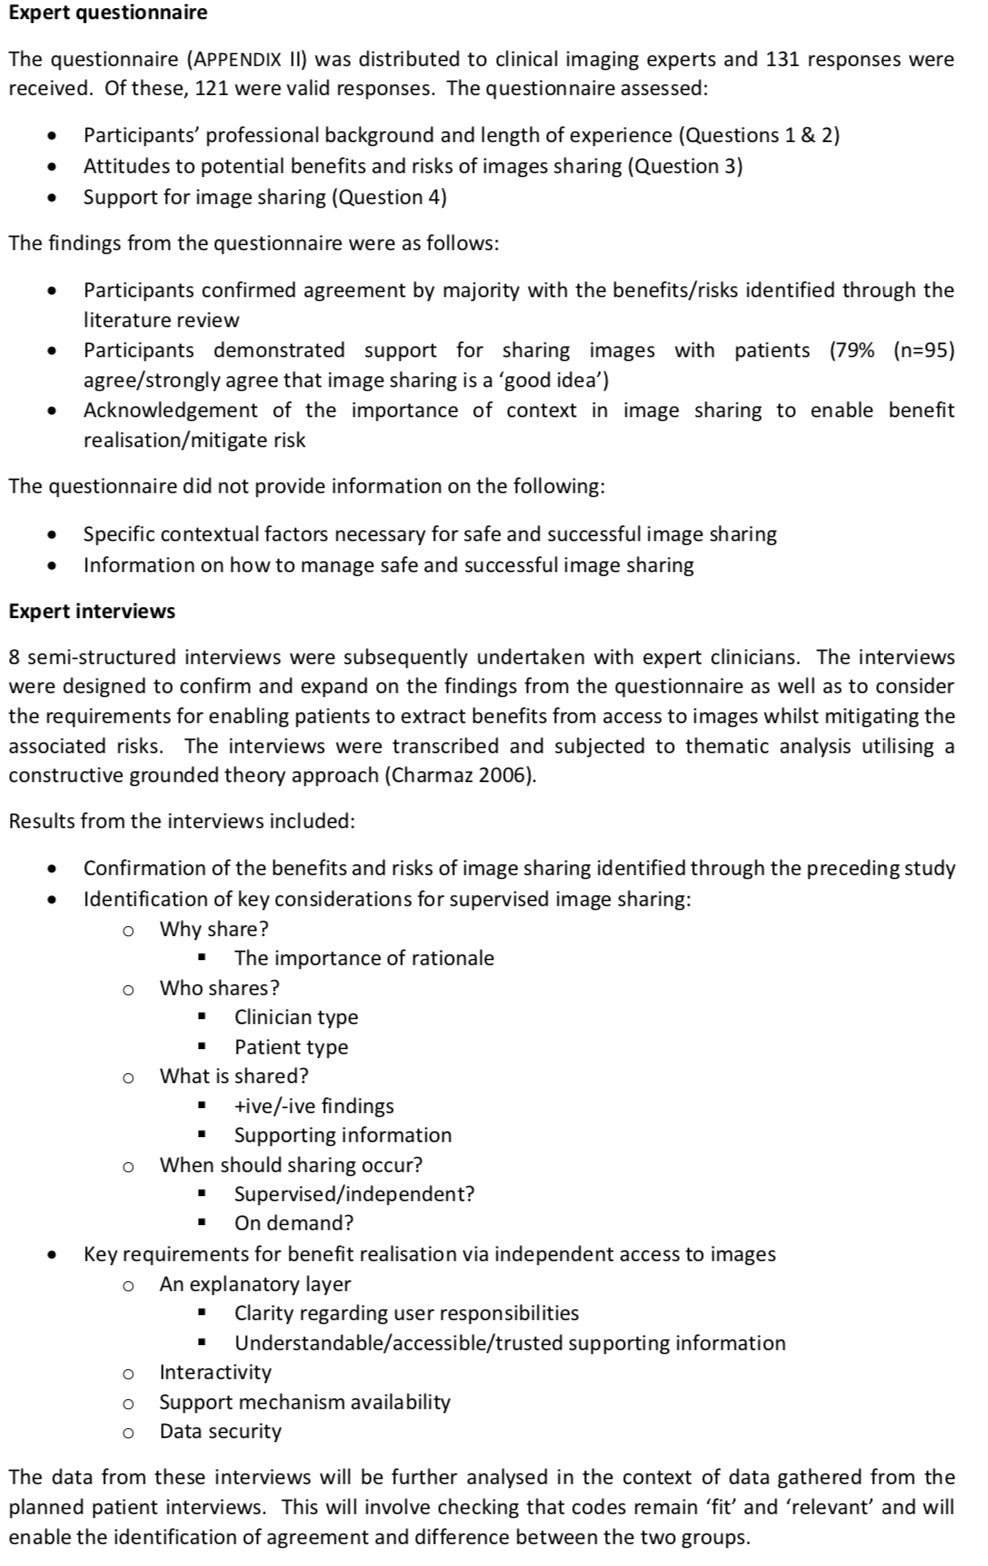 Expert questionnaire
The questionnaire (APPENDIX II) was distributed to clinical imaging experts and 131 responses were
received.  Of these, 121 were valid responses.  The questionnaire assessed:
• Participants’ professional background and length of experience (Questions 1 & 2)
• Attitudes to potential benefits and risks of images sharing (Question 3)
• Support for image sharing (Question 4)
The findings from the questionnaire were as follows:
• Participants confirmed agreement by majority with the benefits/risks identified through the
literature review
• Participants demonstrated support for sharing images with patients (79% (n=95)
agree/strongly agree that image sharing is a ‘good idea’)
• Acknowledgement of the importance of context in image sharing to enable benefit
realisation/mitigate risk
The questionnaire did not provide information on the following:
• Specific contextual factors necessary for safe and successful image sharing
• Information on how to manage safe and successful image sharing
Expert interviews
8 semi-structured interviews were subsequently undertaken with expert clinicians.  The interviews
were designed to confirm and expand on the findings from the questionnaire as well as to consider
the requirements for enabling patients to extract benefits from access to images whilst mitigating the
associated risks.  The interviews were transcribed and subjected to thematic analysis utilising a
constructive grounded theory approach (Charmaz 2006).
Results from the interviews included:
• Confirmation of the benefits and risks of image sharing identified through the preceding study
• Identification of key considerations for supervised image sharing:
o Why share?
▪ The importance of rationale
o Who shares?
▪ Clinician type
▪ Patient type
o What is shared?
▪ +ive/-ive findings
▪ Supporting information
o When should sharing occur?
▪ Supervised/independent?
▪ On demand?
• Key requirements for benefit realisation via independent access to images
o An explanatory layer
▪ Clarity regarding user responsibilities
▪ Understandable/accessible/trusted supporting information
o Interactivity
o Support mechanism availability
o Data security
The data from these interviews will be further analysed in the context of data gathered from the
planned patient interviews.  This will involve checking that codes remain ‘fit’ and ‘relevant’ and will
enable the identification of agreement and difference between the two groups.